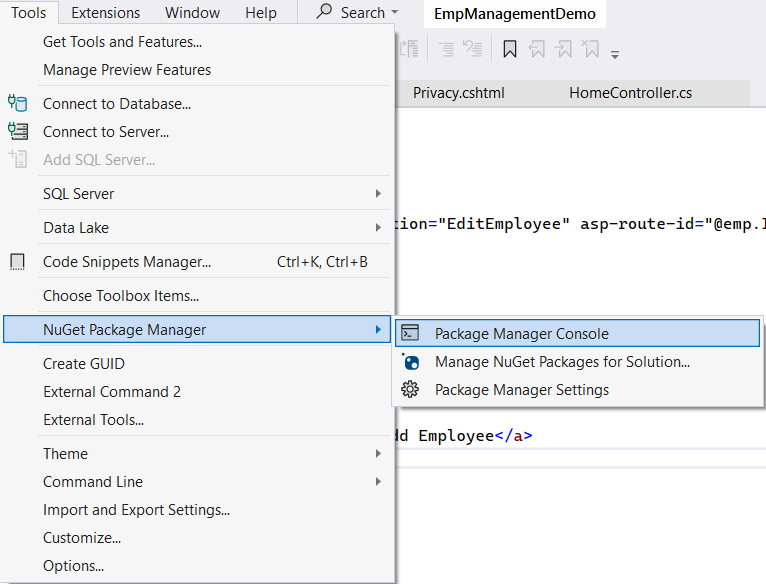 Tools Extensions Window Help Search EmpManagementDemo
Get Tools and Features...
Manage Preview Features
Privacy.cshtml HomeController.cs
Connect to Database...
Connect to Server...
Add SQL Server...
SQL Server
tion="EditEmployee" asp-route-id="@emp.I
Data Lake
Code Snippets Manager... Ctrl+K, Ctrl+B
Choose Toolbox Items...
NuGet Package Manager
Package Manager Console
Manage NuGet Packages for Solution...
Package Manager Settings
Create GUID
External Command 2
External Tools...
dd Employee</a>
Theme
Command Line
Import and Export Settings...
Customize...
Options...